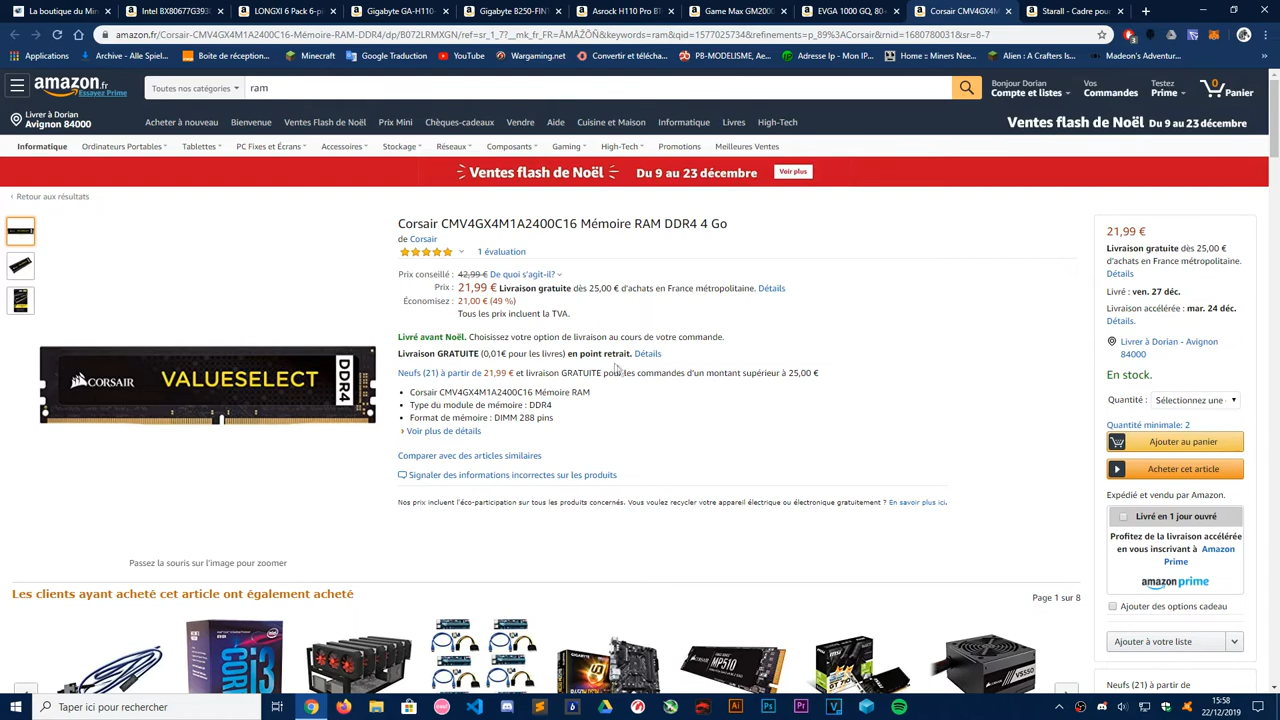 La boutique du Min
Intel BX80677G393
LONGXI 6 Pack 6-p
Gigabyte GA-H110-
Gigabyte B250-FIN
Asrock H110 Pro BT
Game Max GM200
EVGA 1000 GQ, 80+
Corsair CMV4GX4M
Starall - Cadre pour
amazon.fr/Corsair-CMV4GX4M1A2400C16-Mémoire-RAM-DDR4/dp/B072LRMXGN/ref=sr_1_7?__mk_fr_FR=ÅMÅŽÕÑ&keywords=ram&qid=1577025734&refinements=p_89%3ACorsair&rnid=1680780031&sr=8-7
Applications
Archive - Alle Spiel...
Boite de réception...
Minecraft
Google Traduction
YouTube
Wargaming.net
Convertir et télécha...
PB-MODELISME, A...
Adresse Ip - Mon IP...
Home :: Miners Nee...
Alien : A Crafters Is...
Madeon's Adventur...
»
amazon.fr
Essayez Prime
Toutes nos catégories
ram
Bonjour Dorian
Compte et listes
Vos
Commandes
Testez
Prime
0
Panier
Livrer à Dorian
Avignon 84000
Acheter à nouveau
Bienvenue
Ventes Flash de Noël
Prix Mini
Chèques-cadeaux
Vendre
Aide
Cuisine et Maison
Informatique
Livres
High-Tech
Ventes flash de Noël Du 9 au 23 décembre
Informatique
Ordinateurs Portables
Tablettes
PC Fixes et Écrans
Accessoires
Stockage
Réseaux
Composants
Gaming
High-Tech
Promotions
Meilleures Ventes
Ventes flash de Noël
Du 9 au 23 décembre
Voir plus
‹ Retour aux résultats
Corsair CMV4GX4M1A2400C16 Mémoire RAM DDR4 4 Go
de Corsair
1 évaluation
Prix conseillé : 42,99 € De quoi s'agit-il?
Prix : 21,99 € Livraison gratuite dès 25,00 € d'achats en France métropolitaine. Détails
Économisez : 21,00 € (49 %)
Tous les prix incluent la TVA.
Livré avant Noël. Choisissez votre option de livraison au cours de votre commande.
Livraison GRATUITE (0,01€ pour les livres) en point retrait. Détails
Neufs (21) à partir de 21,99 € et livraison GRATUITE pour les commandes d'un montant supérieur à 25,00 €
• Corsair CMV4GX4M1A2400C16 Mémoire RAM
• Type du module de mémoire : DDR4
• Format de mémoire : DIMM 288 pins
› Voir plus de détails
Comparer avec des articles similaires
Signaler des informations incorrectes sur les produits
Nos prix incluent l'éco-participation sur tous les produits concernés. Vous voulez recycler votre appareil électrique ou électronique gratuitement ? En savoir plus ici.
CORSAIR
VALUESELECT
DDR4
Passez la souris sur l'image pour zoomer
21,99 €
Livraison gratuite dès 25,00 €
d'achats en France métropolitaine.
Détails
Livré : ven. 27 déc.
Livraison accélérée : mar. 24 déc.
Détails.
Livrer à Dorian - Avignon
84000
En stock.
Quantité :
Sélectionnez une
Quantité minimale: 2
Ajouter au panier
Acheter cet article
Expédié et vendu par Amazon.
Livré en 1 jour ouvré
Profitez de la livraison accélérée
en vous inscrivant à Amazon
Prime
amazon prime
Ajouter des options cadeau
Ajouter à votre liste
Neufs (21) à partir de
Les clients ayant acheté cet article ont également acheté
Page 1 sur 8
intel
CORE
i3
MP510
VS550
Taper ici pour rechercher
15:58
22/12/2019